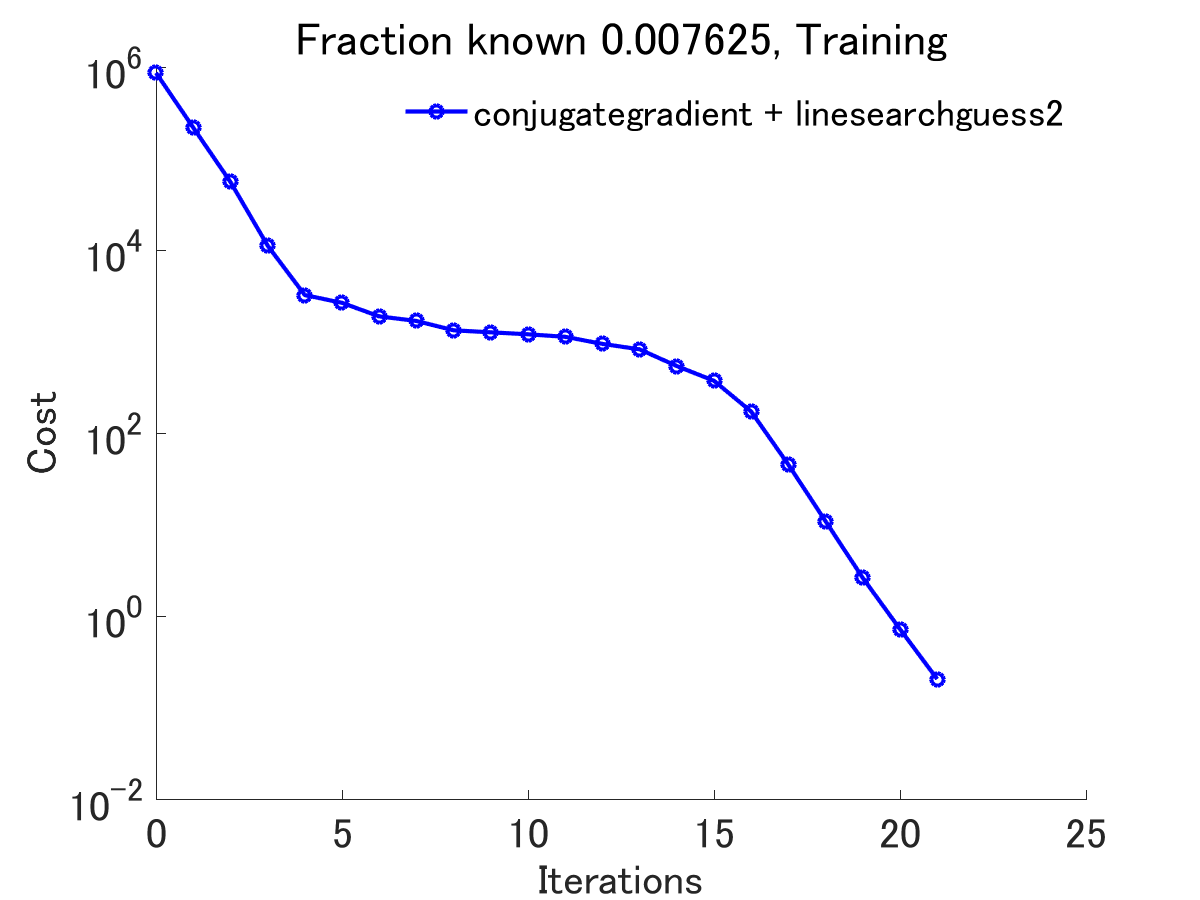 Fraction known 0.007625, Training
conjugategradient + linesearchguess2
10^6
10^4
10^2
10^0
10^-2
Cost
0 5 10 15 20 25
Iterations